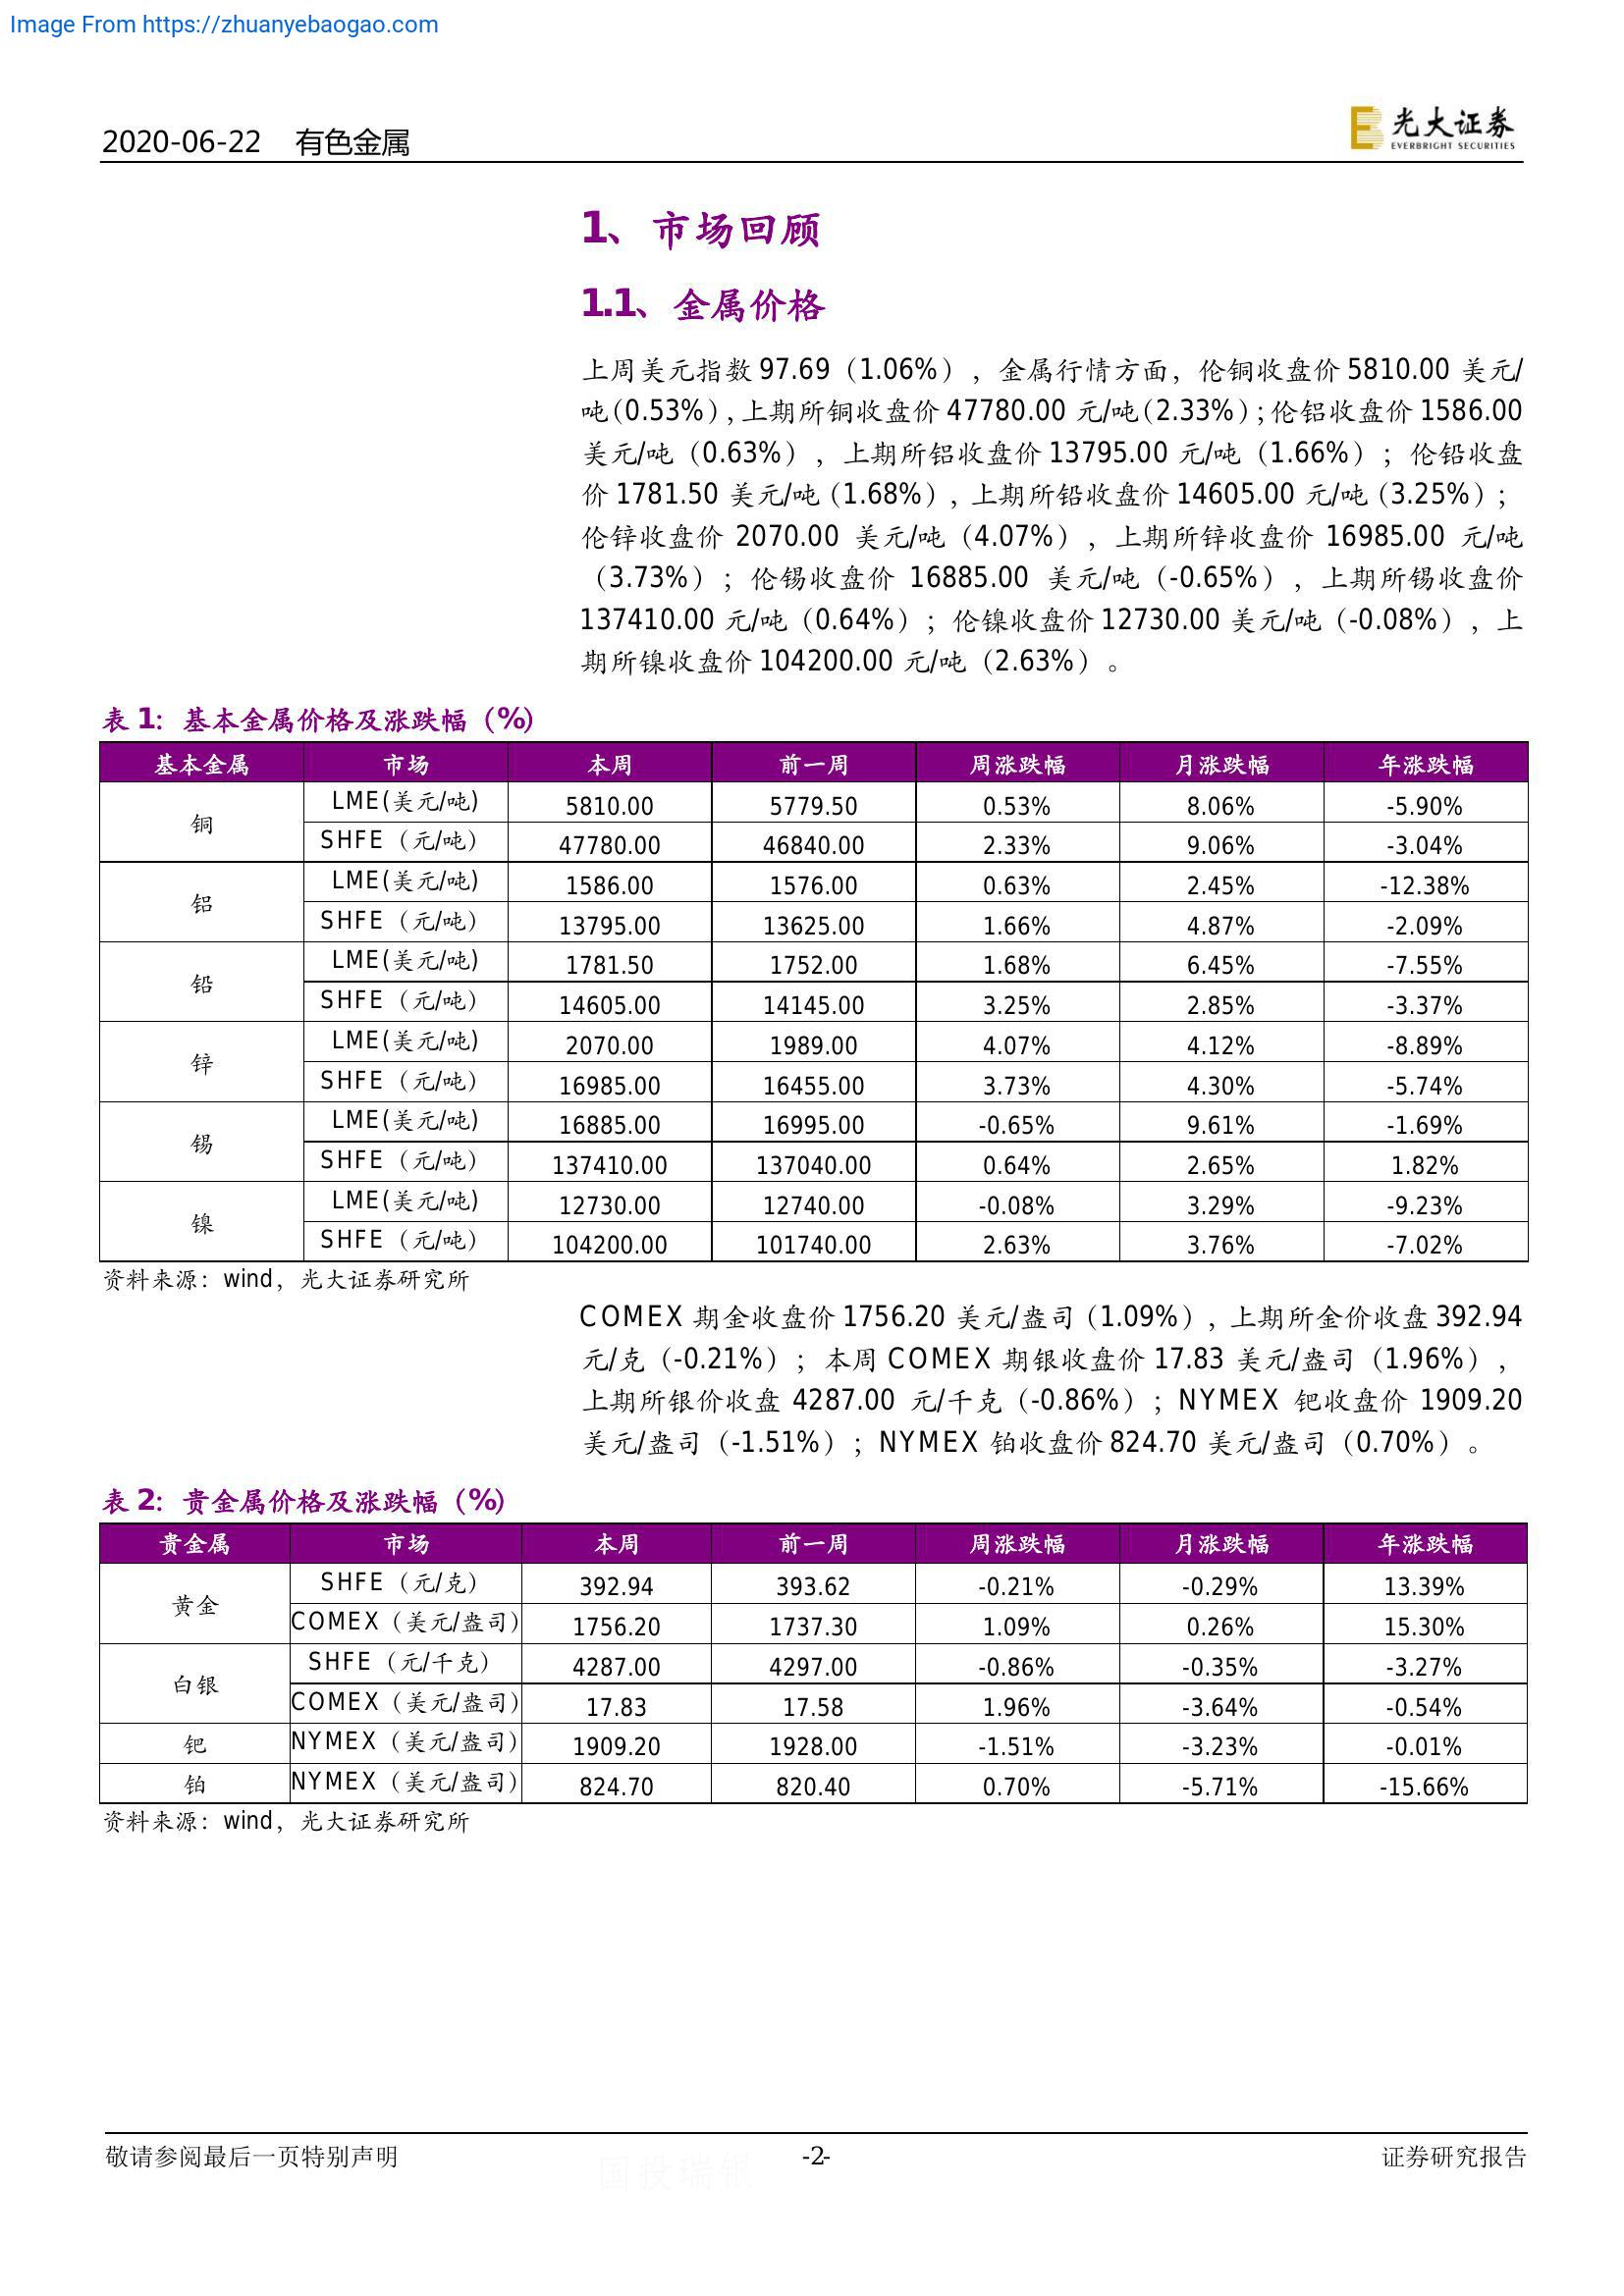 Image From https://zhuanyebaogao.com
2020-06-22 有色金属
光大证券
EVERBRIGHT SECURITIES
1、市场回顾
1.1、金属价格
上周美元指数 97.69（1.06%），金属行情方面，伦铜收盘价 5810.00 美元/
吨（0.53%），上期所铜收盘价 47780.00 元/吨（2.33%）；伦铝收盘价 1586.00
美元/吨（0.63%），上期所铝收盘价 13795.00 元/吨（1.66%）；伦铅收盘
价 1781.50 美元/吨（1.68%），上期所铅收盘价 14605.00 元/吨（3.25%）；
伦锌收盘价 2070.00 美元/吨（4.07%），上期所锌收盘价 16985.00 元/吨
（3.73%）；伦锡收盘价 16885.00 美元/吨（-0.65%），上期所锡收盘价
137410.00 元/吨（0.64%）；伦镍收盘价 12730.00 美元/吨（-0.08%），上
期所镍收盘价 104200.00 元/吨（2.63%）。
表 1：基本金属价格及涨跌幅（%）
基本金属 市场 本周 前一周 周涨跌幅 月涨跌幅 年涨跌幅
铜 LME(美元/吨) 5810.00 5779.50 0.53% 8.06% -5.90%
SHFE（元/吨） 47780.00 46840.00 2.33% 9.06% -3.04%
铝 LME(美元/吨) 1586.00 1576.00 0.63% 2.45% -12.38%
SHFE（元/吨） 13795.00 13625.00 1.66% 4.87% -2.09%
铅 LME(美元/吨) 1781.50 1752.00 1.68% 6.45% -7.55%
SHFE（元/吨） 14605.00 14145.00 3.25% 2.85% -3.37%
锌 LME(美元/吨) 2070.00 1989.00 4.07% 4.12% -8.89%
SHFE（元/吨） 16985.00 16455.00 3.73% 4.30% -5.74%
锡 LME(美元/吨) 16885.00 16995.00 -0.65% 9.61% -1.69%
SHFE（元/吨） 137410.00 137040.00 0.64% 2.65% 1.82%
镍 LME(美元/吨) 12730.00 12740.00 -0.08% 3.29% -9.23%
SHFE（元/吨） 104200.00 101740.00 2.63% 3.76% -7.02%
资料来源：wind，光大证券研究所
COMEX 期金收盘价 1756.20 美元/盎司（1.09%），上期所金价收盘 392.94
元/克（-0.21%）；本周 COMEX 期银收盘价 17.83 美元/盎司（1.96%），
上期所银价收盘 4287.00 元/千克（-0.86%）；NYMEX 钯收盘价 1909.20
美元/盎司（-1.51%）；NYMEX 铂收盘价 824.70 美元/盎司（0.70%）。
表 2：贵金属价格及涨跌幅（%）
贵金属 市场 本周 前一周 周涨跌幅 月涨跌幅 年涨跌幅
黄金 SHFE（元/克） 392.94 393.62 -0.21% -0.29% 13.39%
COMEX（美元/盎司） 1756.20 1737.30 1.09% 0.26% 15.30%
白银 SHFE（元/千克） 4287.00 4297.00 -0.86% -0.35% -3.27%
COMEX（美元/盎司） 17.83 17.58 1.96% -3.64% -0.54%
钯 NYMEX（美元/盎司） 1909.20 1928.00 -1.51% -3.23% -0.01%
铂 NYMEX（美元/盎司） 824.70 820.40 0.70% -5.71% -15.66%
资料来源：wind，光大证券研究所
敬请参阅最后一页特别声明 -2- 证券研究报告
国投瑞银